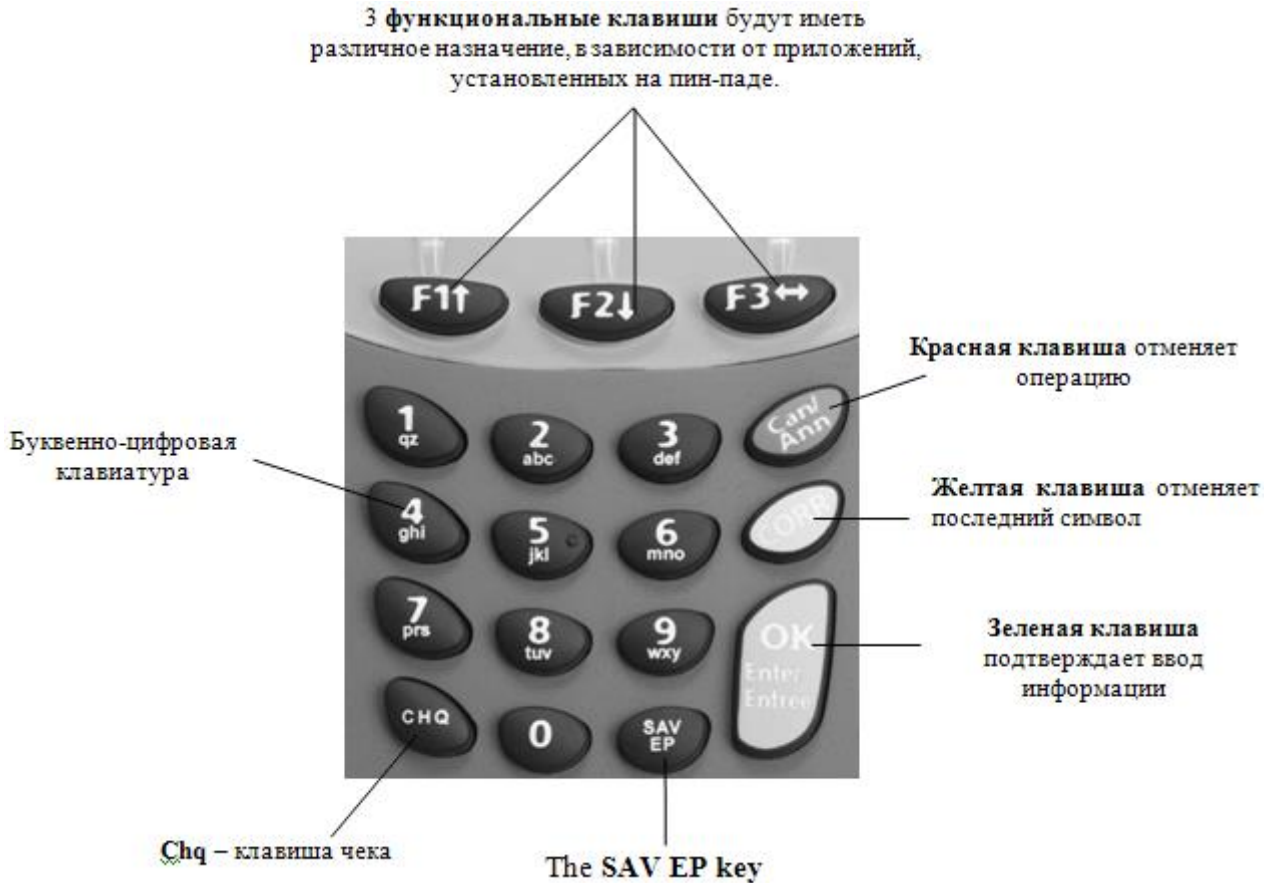 3 функциональные клавиши будут иметь
различное назначение, в зависимости от приложений,
установленных на пин-паде.
F1↑ F2↓ F3↔
Красная клавиша отменяет
операцию
Can/
Ann
1 2 3
qz abc def
Буквенно-цифровая
клавиатура
Желтая клавиша отменяет
последний символ
CORR
4 5 6
ghi jkl mno
7 8 9
prs tuv wxy
OK
Enter
Entree
Зеленая клавиша
подтверждает ввод
информации
CHQ 0 SAV
EP
Chq – клавиша чека
The SAV EP key